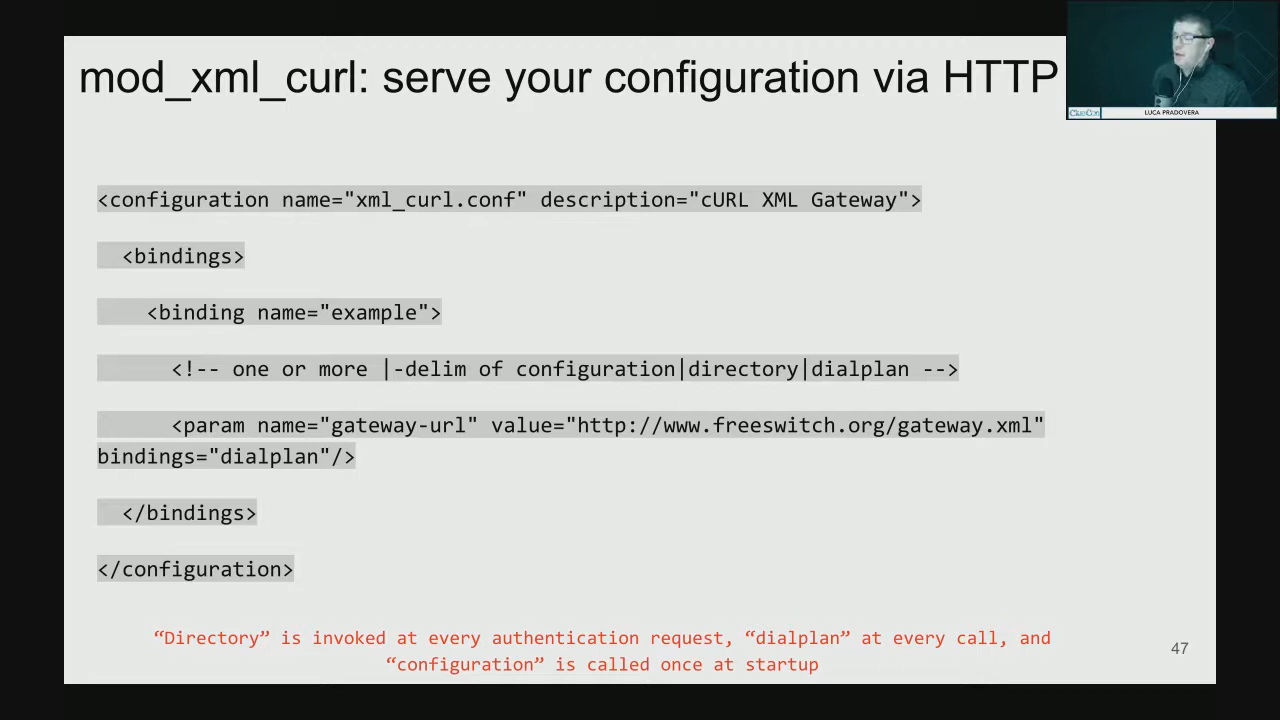 mod_xml_curl: serve your configuration via HTTP
ClueCon
LUCA PRADOVERA
<configuration name="xml_curl.conf" description="cURL XML Gateway">
<bindings>
<binding name="example">
<!-- one or more |-delim of configuration|directory|dialplan -->
<param name="gateway-url" value="http://www.freeswitch.org/gateway.xml"
bindings="dialplan"/>
</bindings>
</configuration>
“Directory” is invoked at every authentication request, “dialplan” at every call, and
“configuration” is called once at startup
47